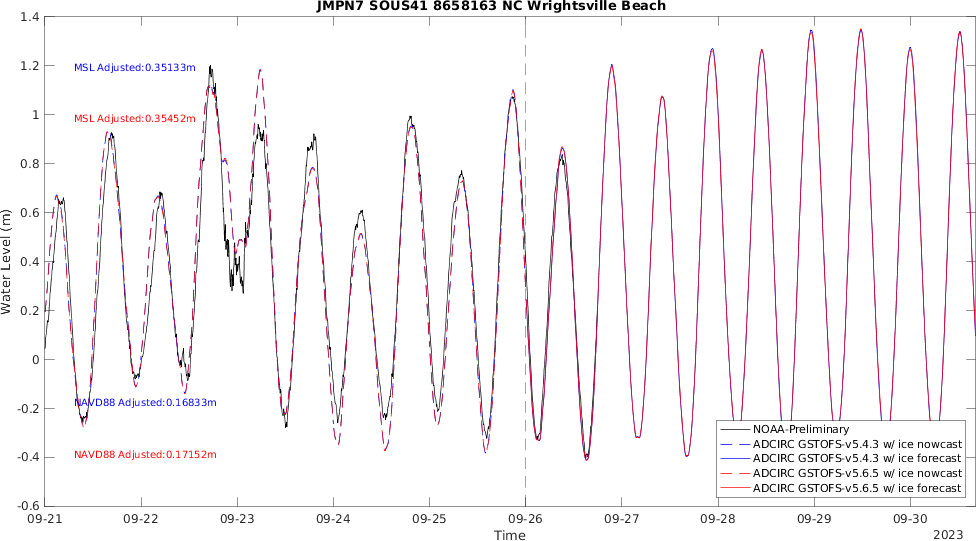 JMPN7 SOUS41 8658163 NC Wrightsville Beach
1.4
1.2
1
0.8
0.6
0.4
0.2
0
-0.2
-0.4
-0.6
Water Level (m)
MSL Adjusted:0.35133m
MSL Adjusted:0.35452m
NAVD88 Adjusted:0.16833m
NAVD88 Adjusted:0.17152m
NOAA-Preliminary
ADCIRC GSTOFS-v5.4.3 w/ ice nowcast
ADCIRC GSTOFS-v5.4.3 w/ ice forecast
ADCIRC GSTOFS-v5.6.5 w/ ice nowcast
ADCIRC GSTOFS-v5.6.5 w/ ice forecast
09-21 09-22 09-23 09-24 09-25 09-26 09-27 09-28 09-29 09-30
Time
2023